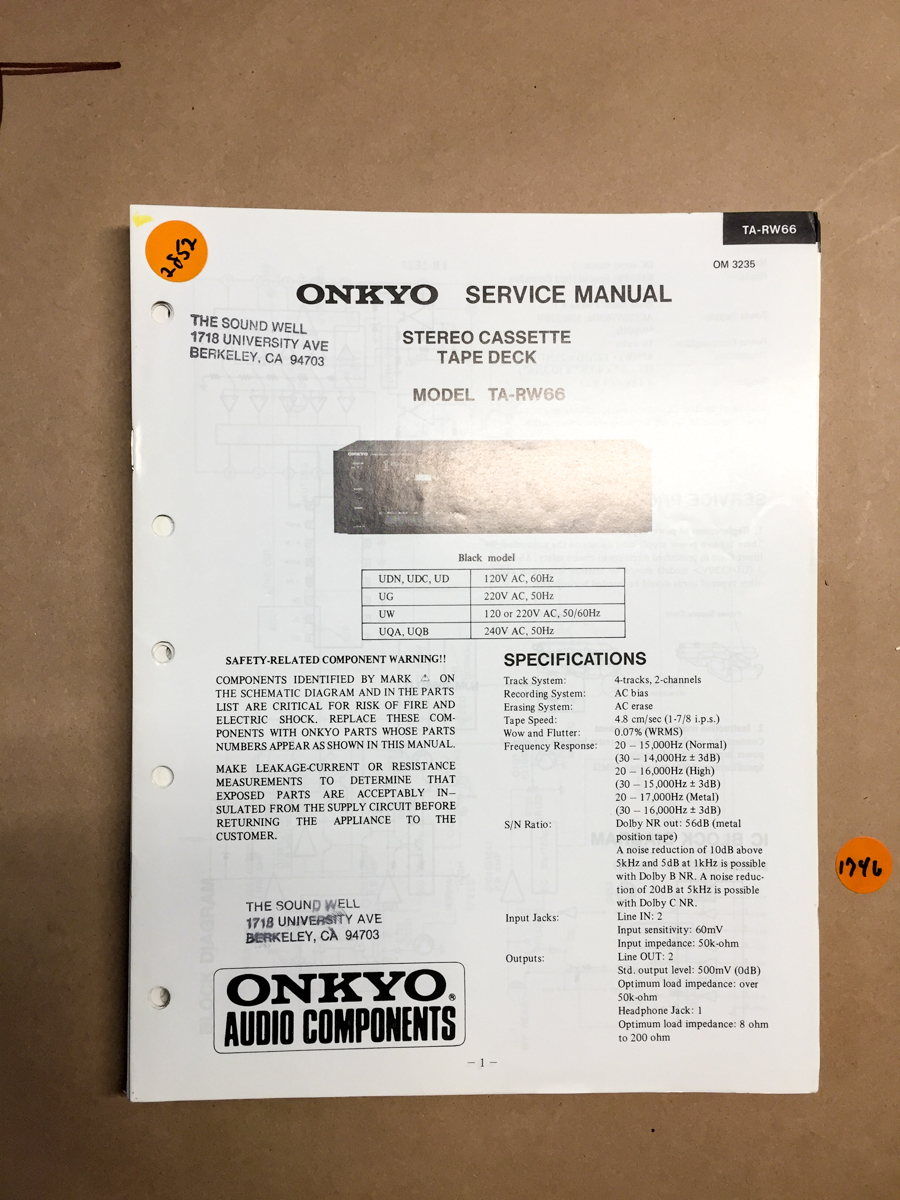 TA-RW66
OM 3235
2852
ONKYO SERVICE MANUAL
THE SOUND WELL
1718 UNIVERSITY AVE
BERKELEY, CA 94703
STEREO CASSETTE
TAPE DECK
MODEL TA-RW66
ONKYO
Black model
UDN, UDC, UD 120V AC, 60Hz
UG 220V AC, 50Hz
UW 120 or 220V AC, 50/60Hz
UQA, UQB 240V AC, 50Hz
SAFETY-RELATED COMPONENT WARNING!!
COMPONENTS IDENTIFIED BY MARK ⚠ ON
THE SCHEMATIC DIAGRAM AND IN THE PARTS
LIST ARE CRITICAL FOR RISK OF FIRE AND
ELECTRIC SHOCK. REPLACE THESE COM-
PONENTS WITH ONKYO PARTS WHOSE PARTS
NUMBERS APPEAR AS SHOWN IN THIS MANUAL.
MAKE LEAKAGE-CURRENT OR RESISTANCE
MEASUREMENTS TO DETERMINE THAT
EXPOSED PARTS ARE ACCEPTABLY IN–
SULATED FROM THE SUPPLY CIRCUIT BEFORE
RETURNING THE APPLIANCE TO THE
CUSTOMER.
THE SOUND WELL
1718 UNIVERSITY AVE
BERKELEY, CA 94703
ONKYO®
AUDIO COMPONENTS
SPECIFICATIONS
Track System: 4-tracks, 2-channels
Recording System: AC bias
Erasing System: AC erase
Tape Speed: 4.8 cm/sec (1-7/8 i.p.s.)
Wow and Flutter: 0.07% (WRMS)
Frequency Response: 20 – 15,000Hz (Normal)
(30 – 14,000Hz ± 3dB)
20 – 16,000Hz (High)
(30 – 15,000Hz ± 3dB)
20 – 17,000Hz (Metal)
(30 – 16,000Hz ± 3dB)
S/N Ratio: Dolby NR out: 56dB (metal
position tape)
A noise reduction of 10dB above
5kHz and 5dB at 1kHz is possible
with Dolby B NR. A noise reduc-
tion of 20dB at 5kHz is possible
with Dolby C NR.
Input Jacks: Line IN: 2
Input sensitivity: 60mV
Input impedance: 50k-ohm
Outputs: Line OUT: 2
Std. output level: 500mV (0dB)
Optimum load impedance: over
50k-ohm
Headphone Jack: 1
Optimum load impedance: 8 ohm
to 200 ohm
– 1 –
1746